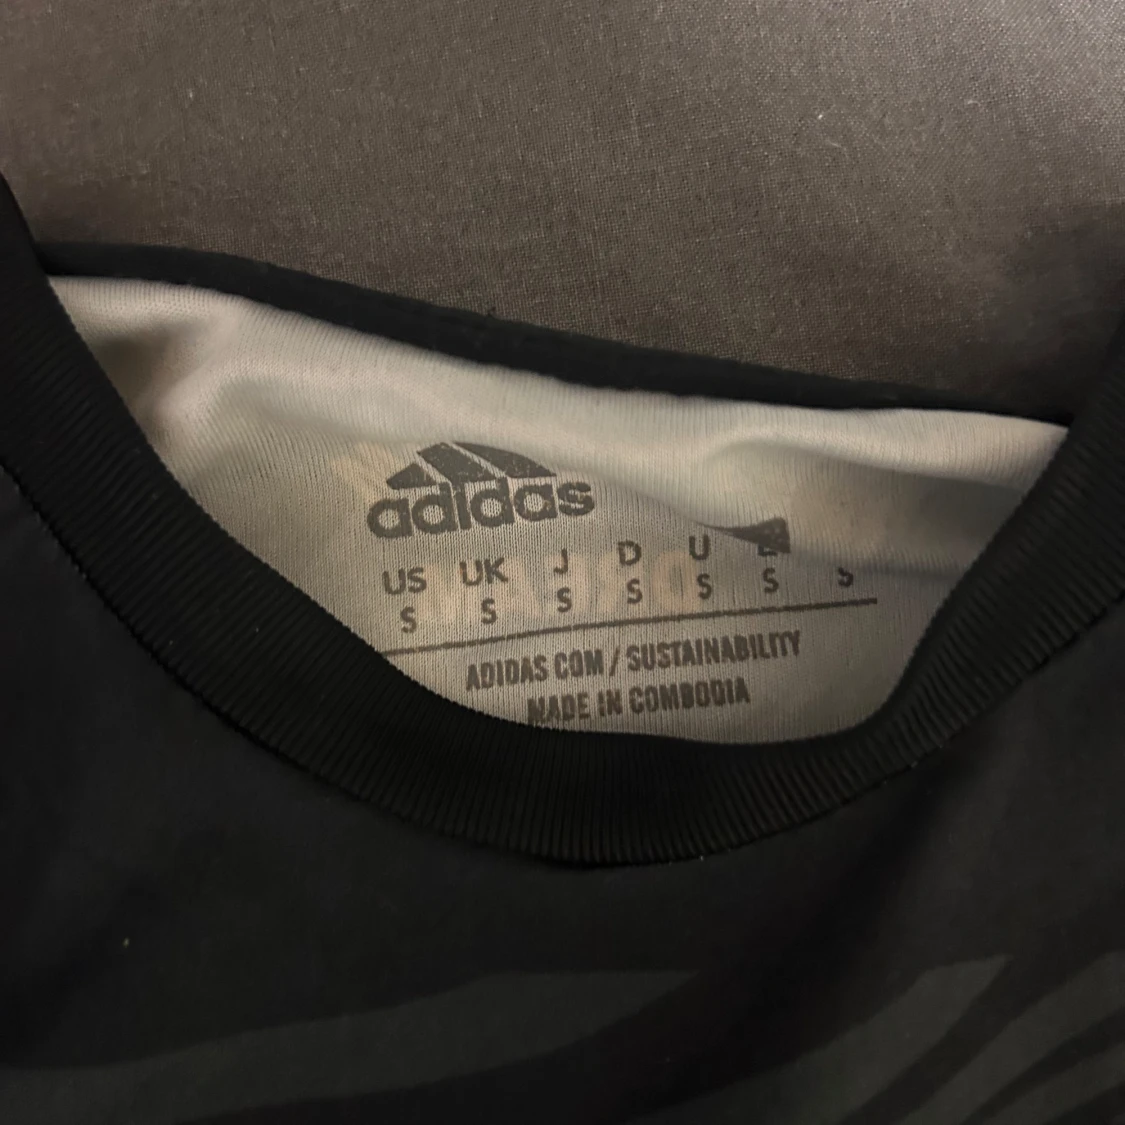 adidas
US UK J D U
S S S S S S S
ADIDAS COM / SUSTAINABILITY
MADE IN COMBODIA